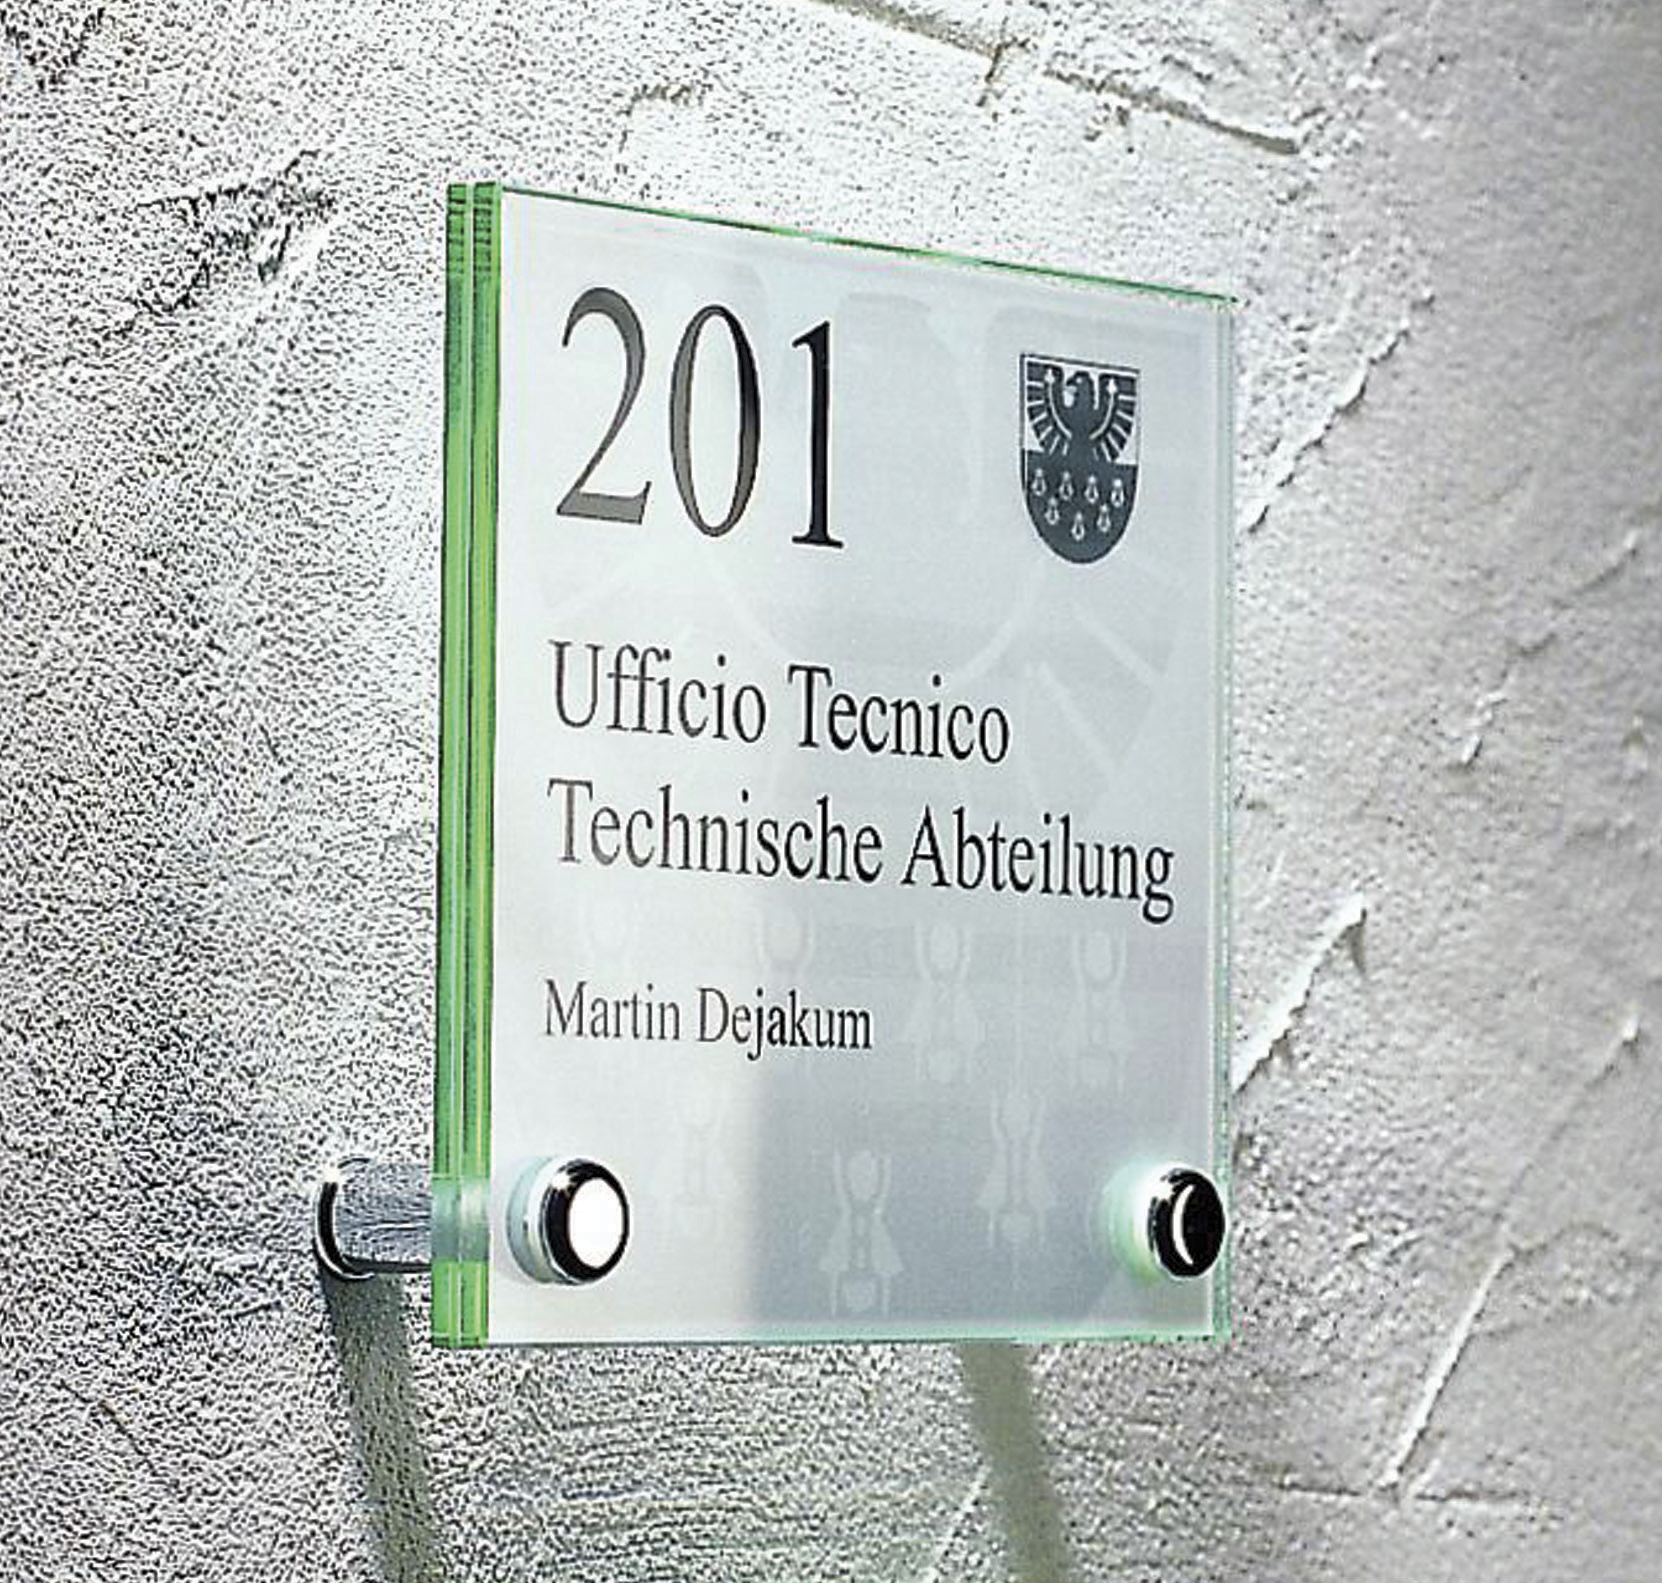 201
Ufficio Tecnico
Technische Abteilung
Martin Dejakum